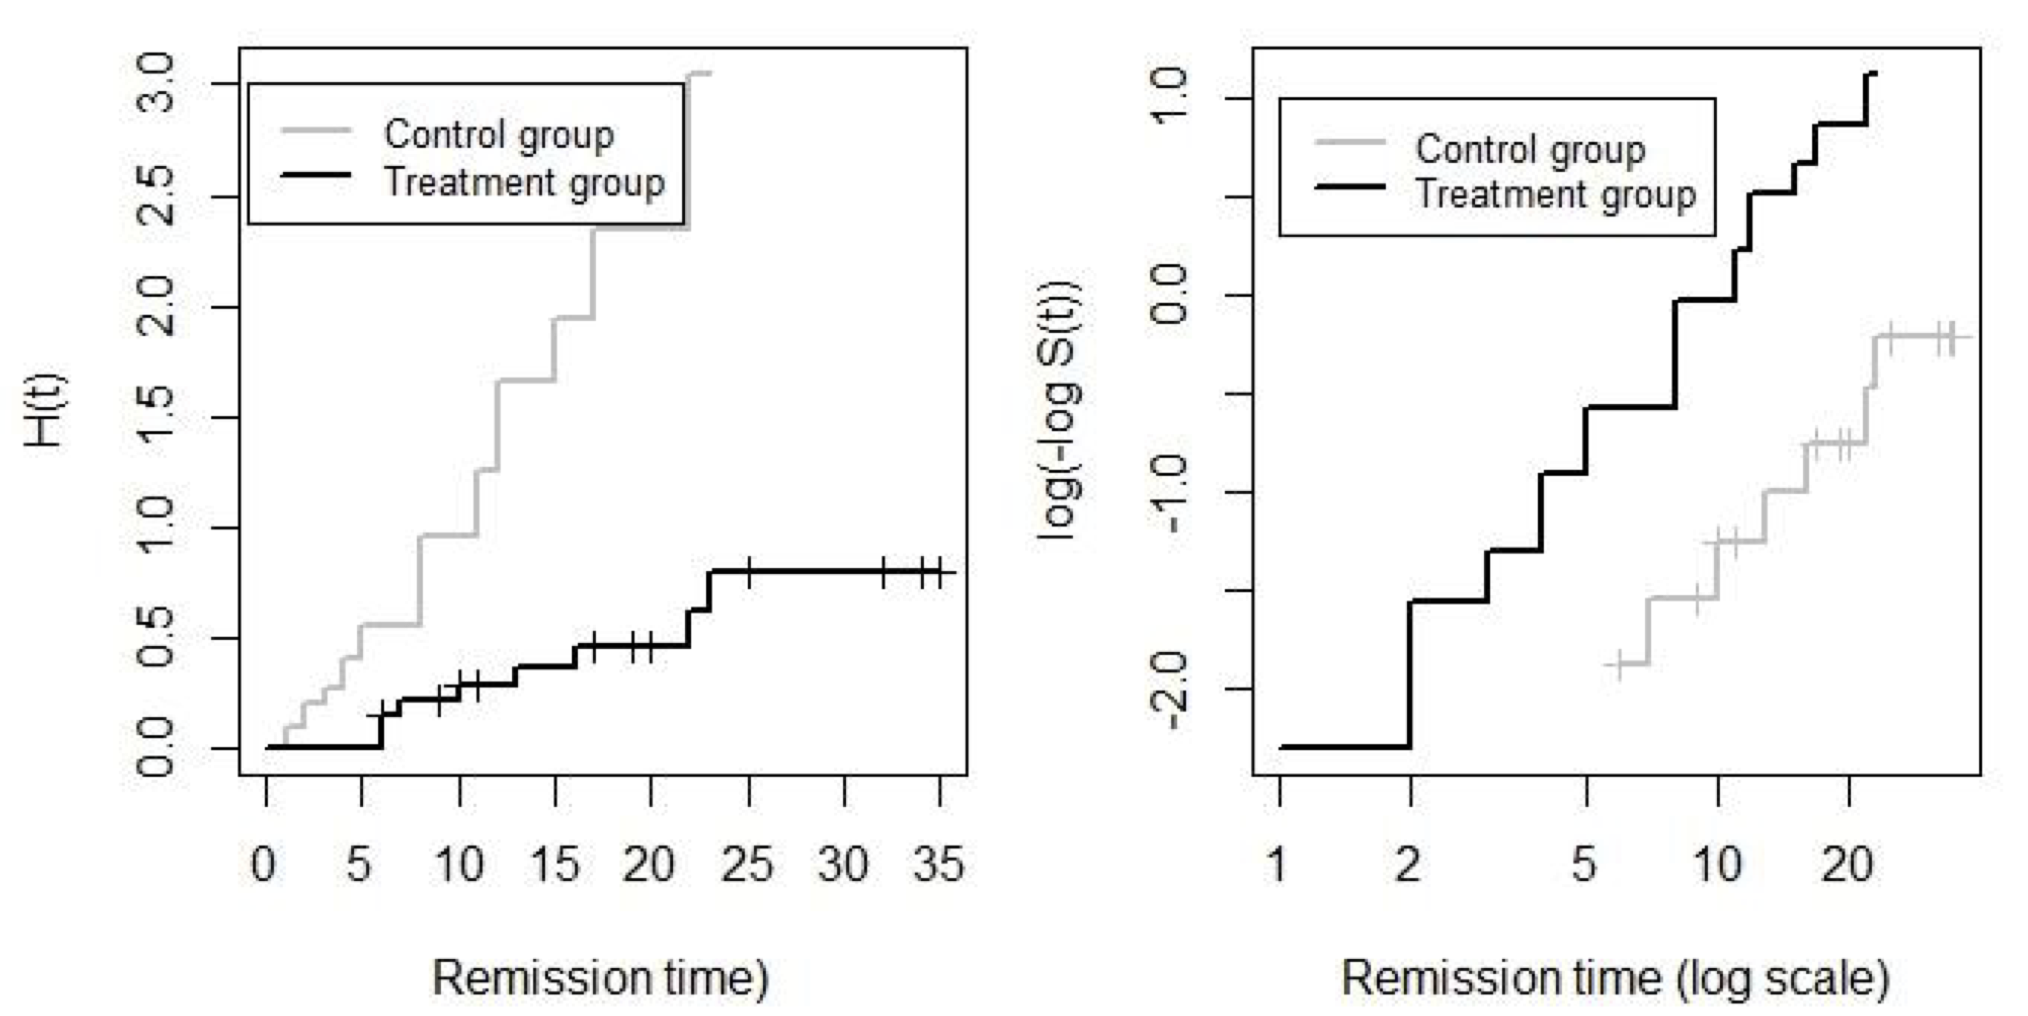 H(t)
3.0
2.5
2.0
1.5
1.0
0.5
0.0
Control group
Treatment group
0 5 10 15 20 25 30 35
Remission time)
log(-log S(t))
1.0
0.0
-1.0
-2.0
Control group
Treatment group
1 2 5 10 20
Remission time (log scale)